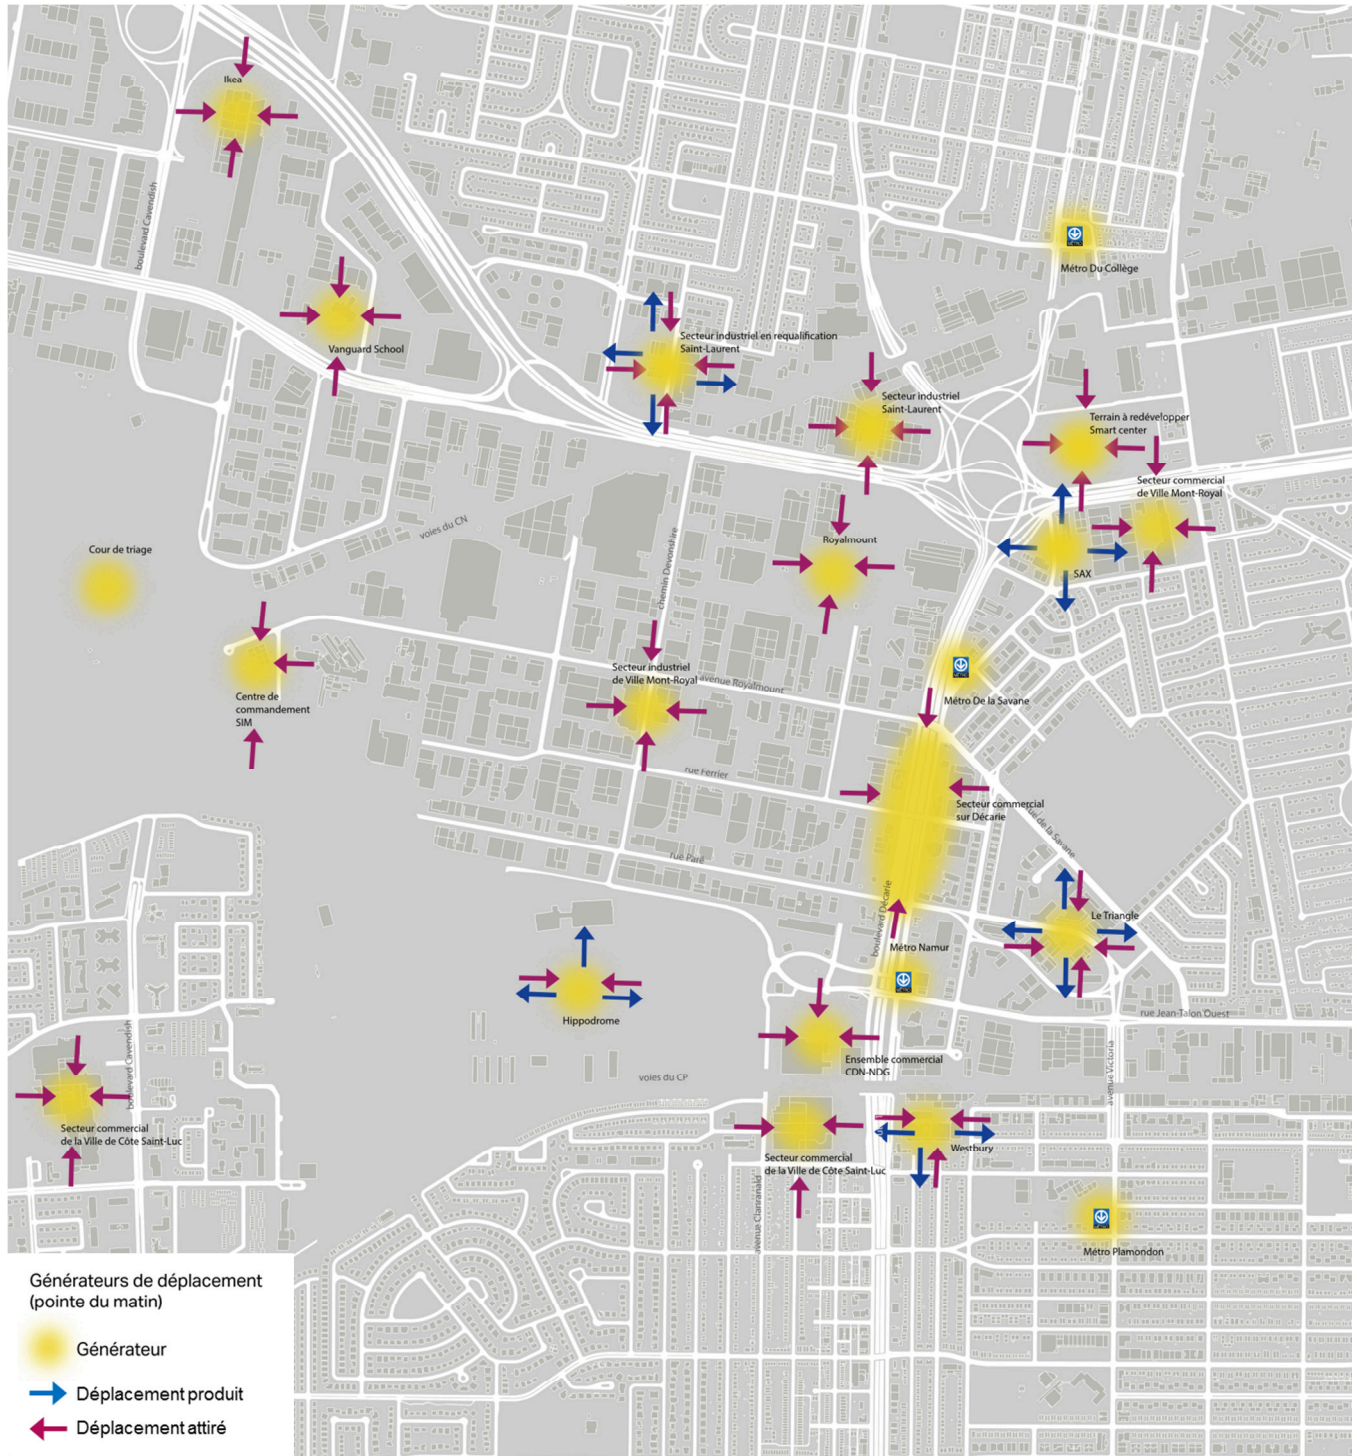 Ikea
boulevard Cavendish
Métro Du Collège
Vanguard School
Secteur industriel en requalification
Saint-Laurent
Secteur industriel
Saint-Laurent
Terrain à redévelopper
Smart center
Secteur commercial
de Ville Mont-Royal
voies du CN
chemin Devonshire
Royalmount
Cour de triage
SAX
MÉTRO
Secteur industriel
de Ville Mont-Royal
avenue Royalmount
Métro De la Savane
Centre de
commandement
SIM
rue Ferrier
Secteur commercial
sur Décarie
rue de la Savane
rue Paré
boulevard Décarie
Le Triangle
Métro Namur
MÉTRO
Hippodrome
rue Jean-Talon Ouest
Ensemble commercial
CDN-NDG
voies du CP
boulevard Cavendish
avenue Victoria
Secteur commercial
de la Ville de Côte Saint-Luc
Westbury
Secteur commercial
de la Ville de Côte Saint-Luc
avenue Clanranald
MÉTRO
Métro Plamondon
Générateurs de déplacement
(pointe du matin)
Générateur
Déplacement produit
Déplacement attiré